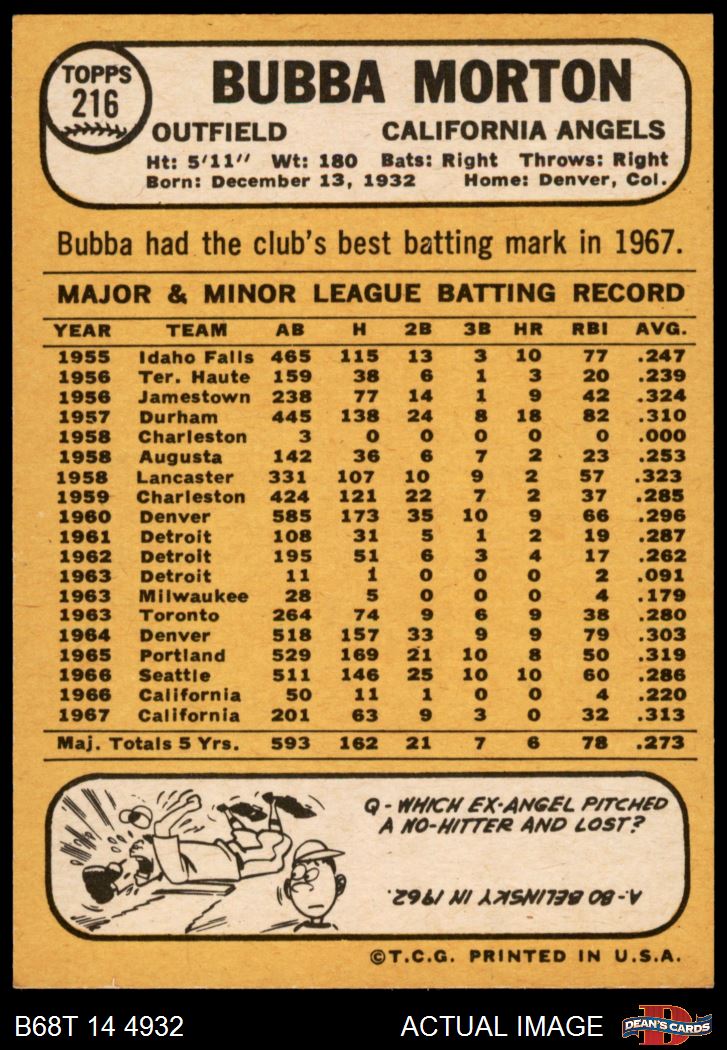 TOPPS
216
BUBBA MORTON
OUTFIELD CALIFORNIA ANGELS
Ht: 5'11" Wt: 180 Bats: Right Throws: Right
Born: December 13, 1932 Home: Denver, Col.
Bubba had the club's best batting mark in 1967.
MAJOR & MINOR LEAGUE BATTING RECORD
YEAR TEAM AB H 2B 3B HR RBI AVG.
1955 Idaho Falls 465 115 13 3 10 77 .247
1956 Ter. Haute 159 38 6 1 3 20 .239
1956 Jamestown 238 77 14 1 9 42 .324
1957 Durham 445 138 24 8 18 82 .310
1958 Charleston 3 0 0 0 0 0 .000
1958 Augusta 142 36 6 7 2 23 .253
1958 Lancaster 331 107 10 9 2 57 .323
1959 Charleston 424 121 22 7 2 37 .285
1960 Denver 585 173 35 10 9 66 .296
1961 Detroit 108 31 5 1 2 19 .287
1962 Detroit 195 51 6 3 4 17 .262
1963 Detroit 11 1 0 0 0 2 .091
1963 Milwaukee 28 5 0 0 0 4 .179
1963 Toronto 264 74 9 6 9 38 .280
1964 Denver 518 157 33 9 9 79 .303
1965 Portland 529 169 21 10 8 50 .319
1966 Seattle 511 146 25 10 10 60 .286
1966 California 50 11 1 0 0 4 .220
1967 California 201 63 9 3 0 32 .313
Maj. Totals 5 Yrs. 593 162 21 7 6 78 .273
Q - WHICH EX-ANGEL PITCHED
A NO-HITTER AND LOST?
A - BO BELINSKY IN 1962.
©T.C.G. PRINTED IN U.S.A.
B68T 14 4932 ACTUAL IMAGE
D
DEAN'S CARDS